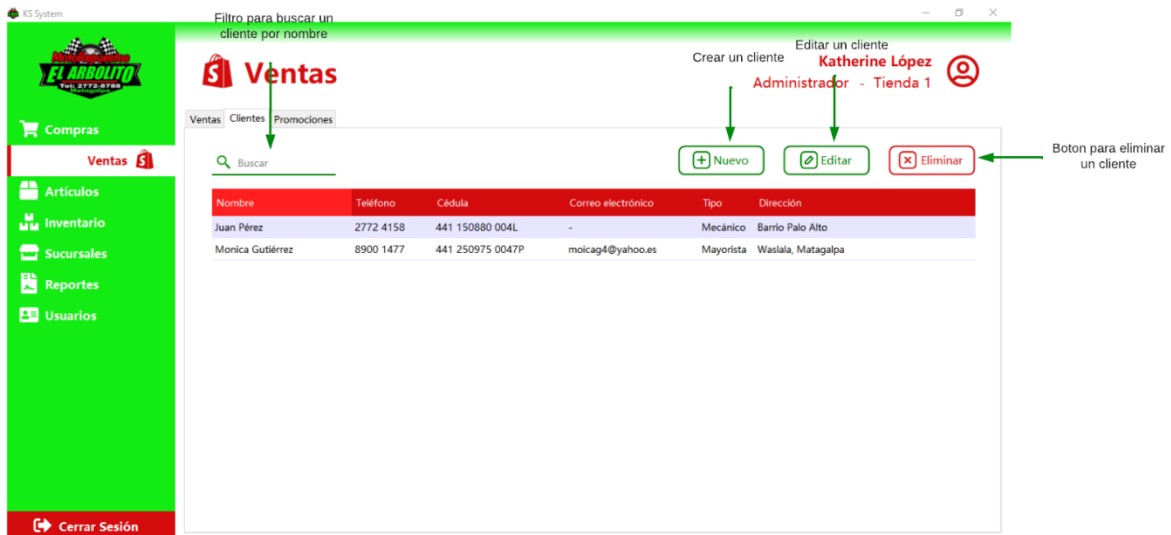 KS System
Filtro para buscar un
cliente por nombre
Crear un cliente
Editar un cliente
MotoRepuestos
EL ARBOLITO
Tel: 2772-8788
Matagalpa
Ventas
Katherine López
Administrador - Tienda 1
Compras
Ventas
Artículos
Inventario
Sucursales
Reportes
Usuarios
Cerrar Sesión
Ventas Clientes Promociones
Buscar
Nuevo
Editar
Eliminar
Boton para eliminar
un cliente
Nombre Teléfono Cédula Correo electrónico Tipo Dirección
Juan Pérez 2772 4158 441 150880 004L - Mecánico Barrio Palo Alto
Monica Gutiérrez 8900 1477 441 250975 0047P moicag4@yahoo.es Mayorista Waslala, Matagalpa